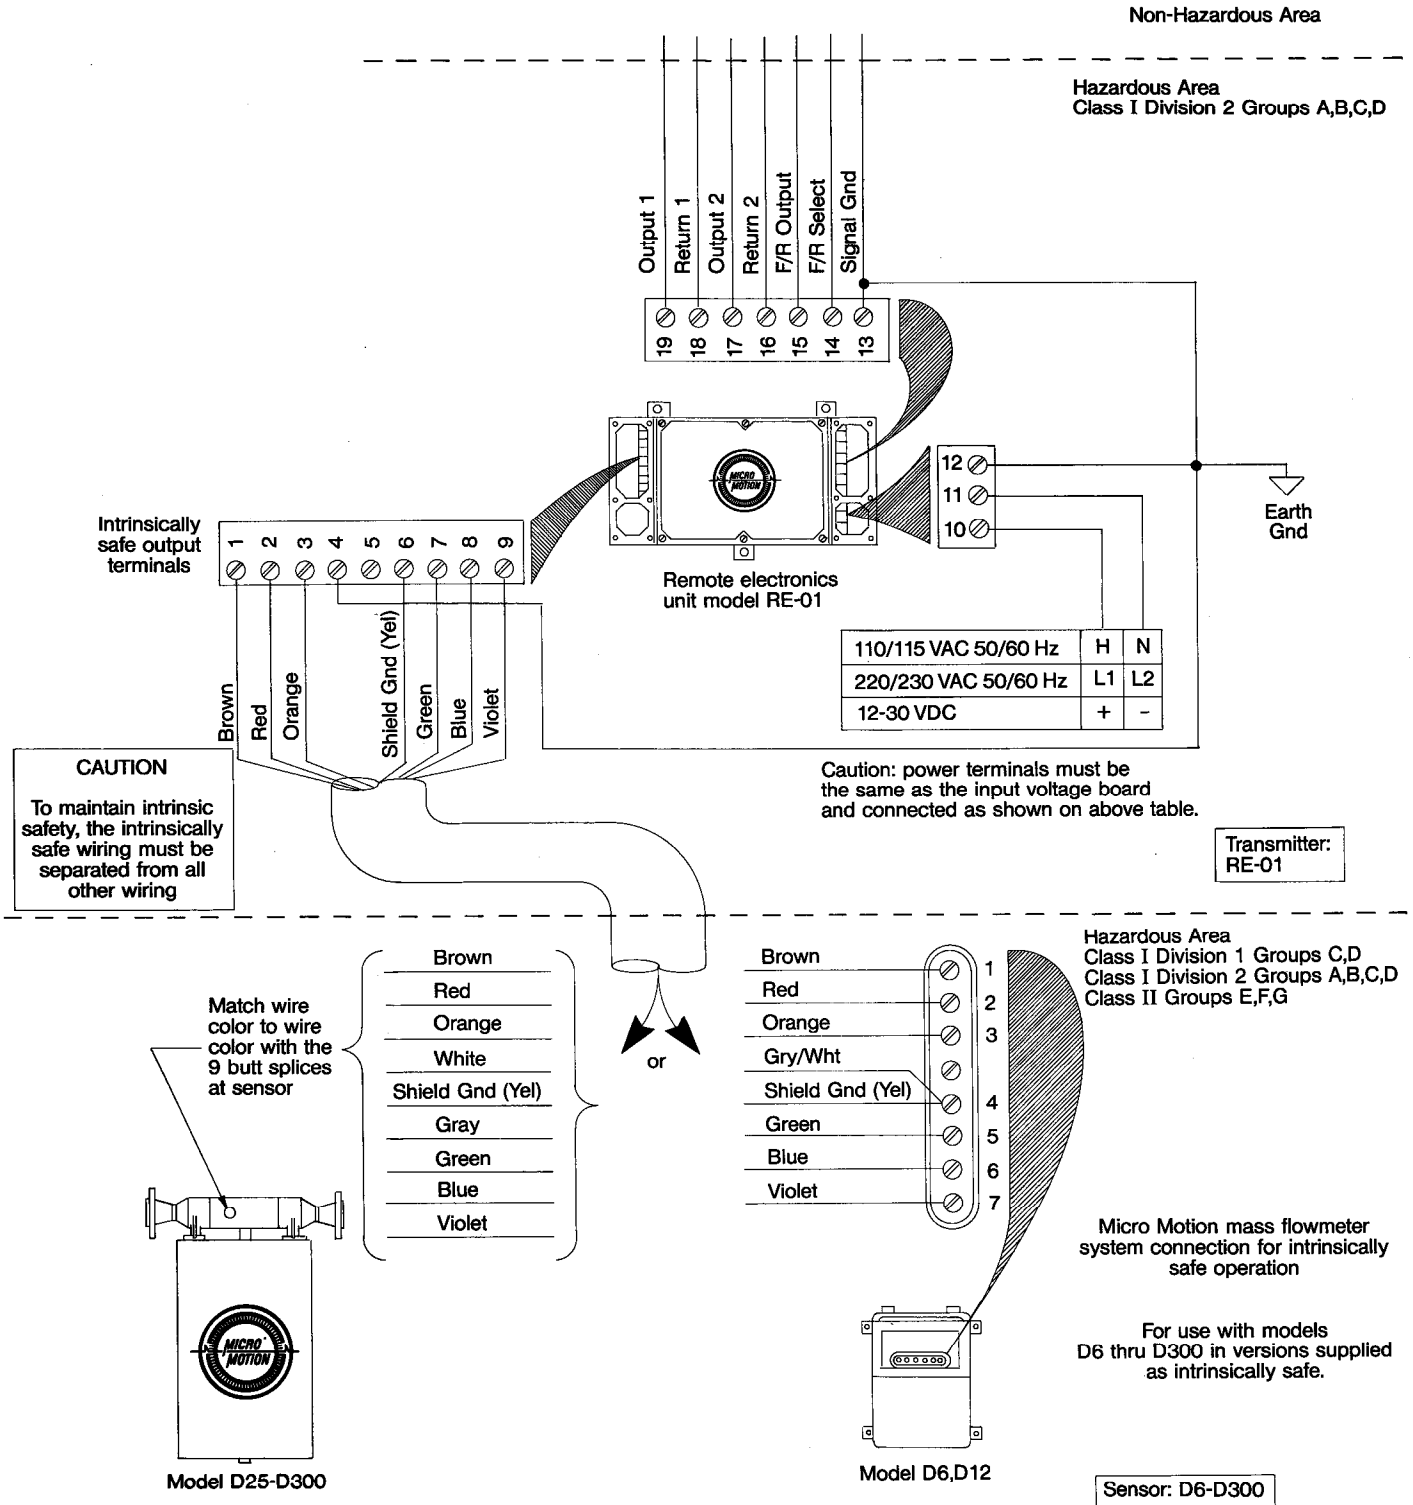 Non-Hazardous Area
Hazardous Area
Class I Division 2 Groups A,B,C,D
Output 1
Return 1
Output 2
Return 2
F/R Output
F/R Select
Signal Gnd
19 18 17 16 15 14 13
MICRO
MOTION
12
11
10
Earth
Gnd
Intrinsically
safe output
terminals
1 2 3 4 5 6 7 8 9
Remote electronics
unit model RE-01
110/115 VAC 50/60 Hz H N
220/230 VAC 50/60 Hz L1 L2
12-30 VDC + -
Brown
Red
Orange
Shield Gnd (Yel)
Green
Blue
Violet
CAUTION
To maintain intrinsic
safety, the intrinsically
safe wiring must be
separated from all
other wiring
Caution: power terminals must be
the same as the input voltage board
and connected as shown on above table.
Transmitter:
RE-01
Hazardous Area
Class I Division 1 Groups C,D
Class I Division 2 Groups A,B,C,D
Class II Groups E,F,G
Match wire
color to wire
color with the
9 butt splices
at sensor
Brown
Red
Orange
White
Shield Gnd (Yel)
Gray
Green
Blue
Violet
or
Brown 1
Red 2
Orange 3
Gry/Wht
Shield Gnd (Yel) 4
Green 5
Blue 6
Violet 7
Micro Motion mass flowmeter
system connection for intrinsically
safe operation
For use with models
D6 thru D300 in versions supplied
as intrinsically safe.
MICRO
MOTION
Model D25-D300
Model D6,D12
Sensor: D6-D300